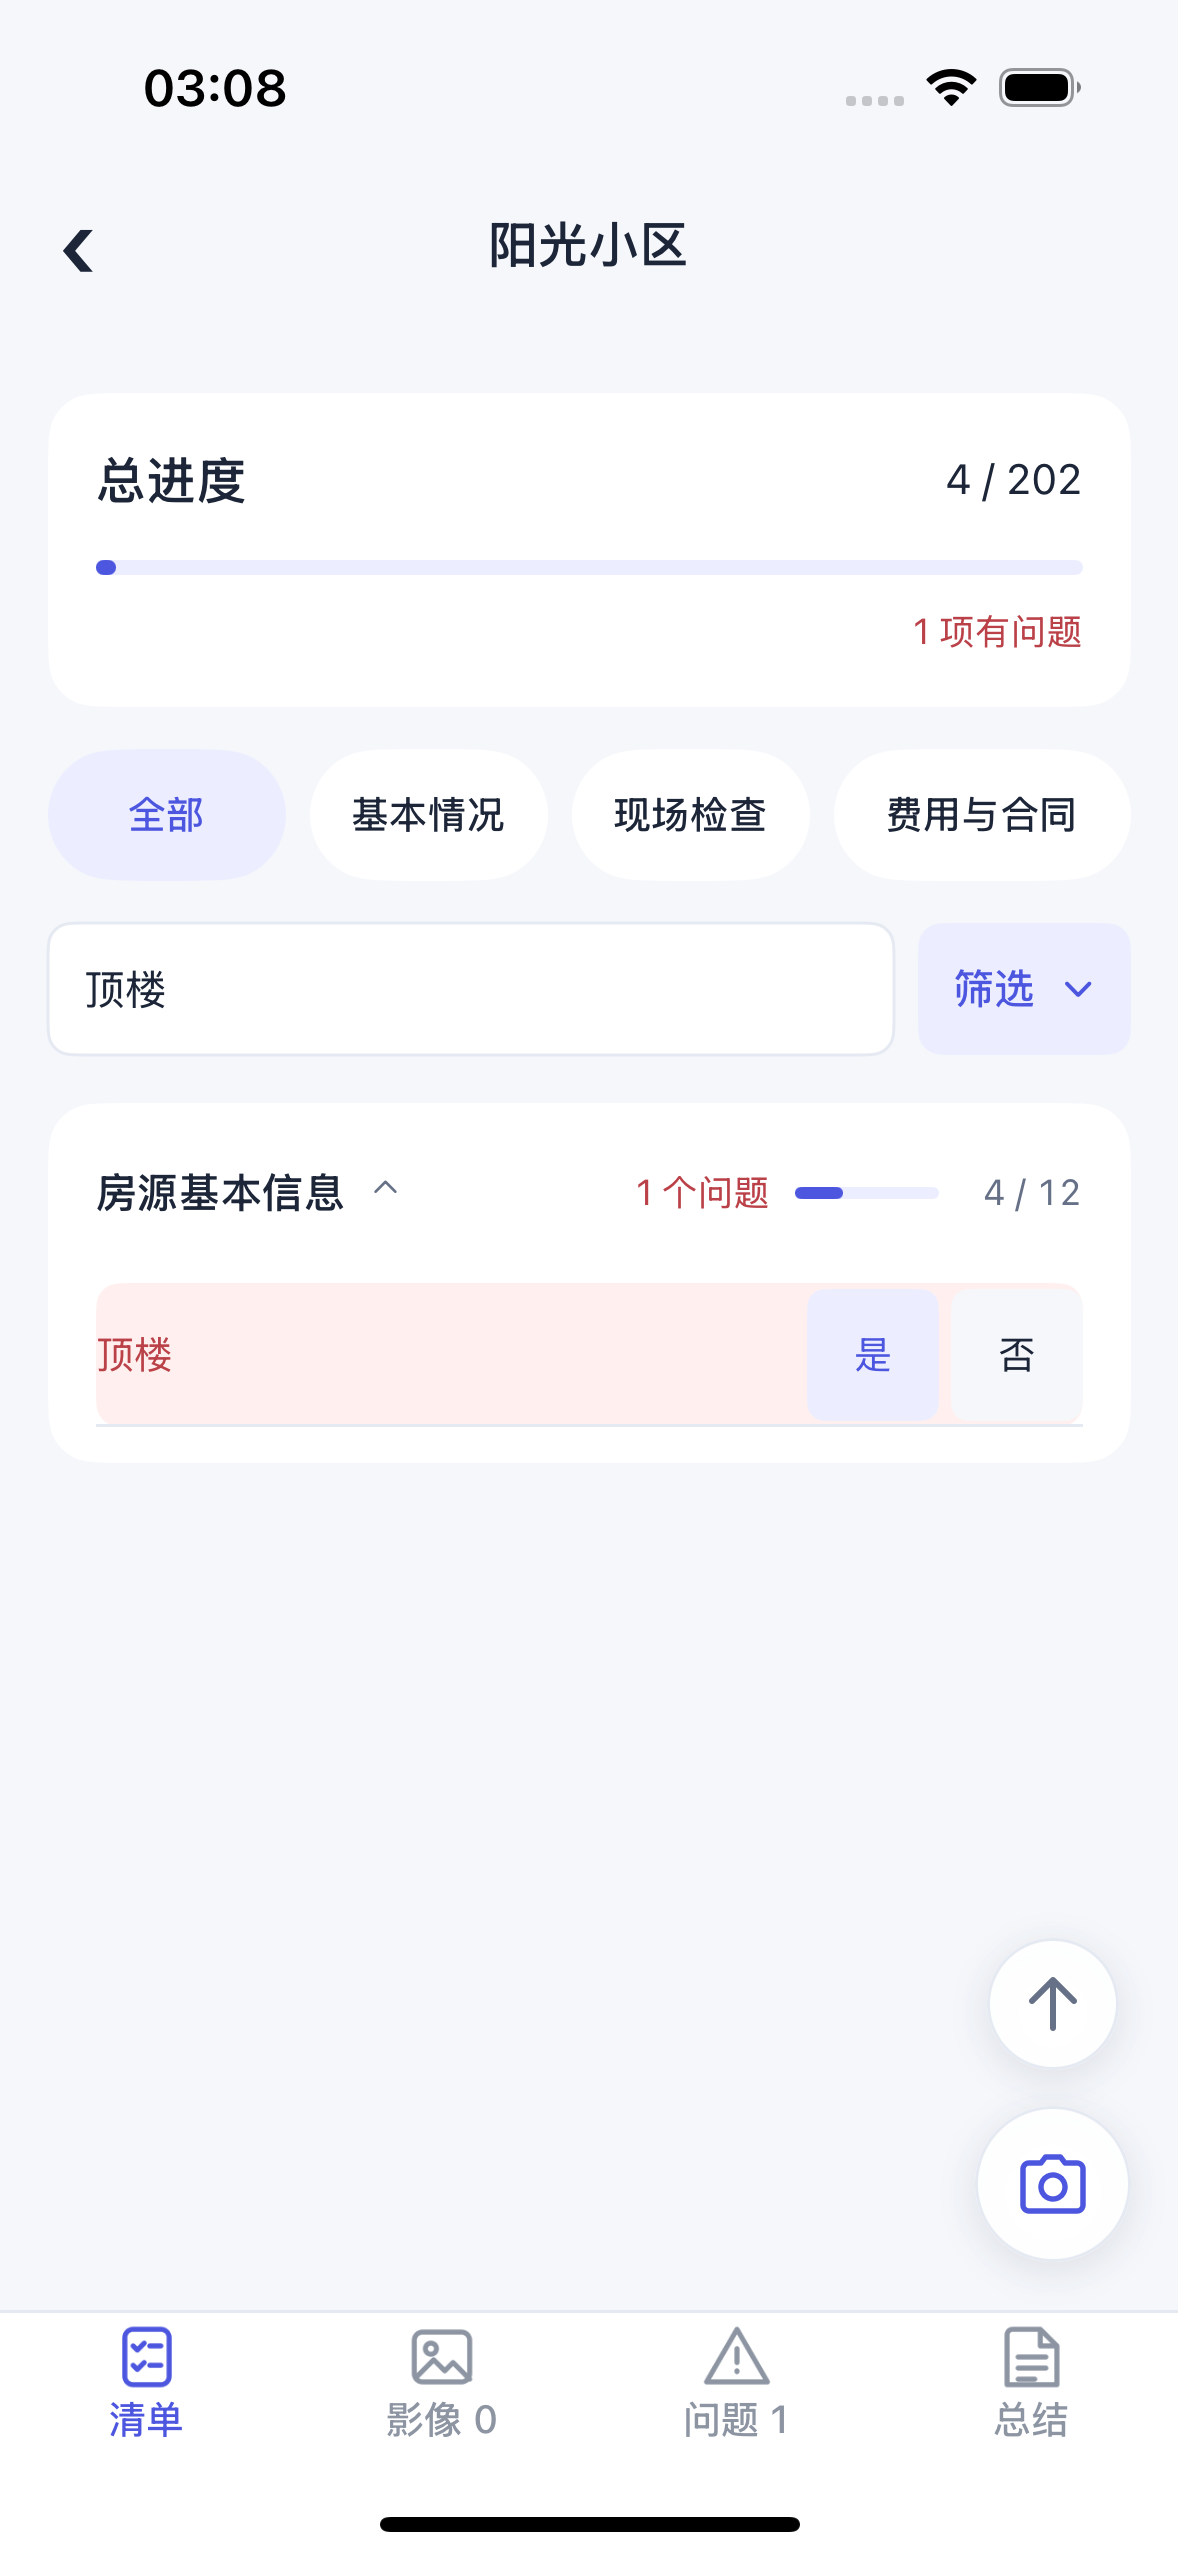 03:08
阳光小区
总进度
4 / 202
1 项有问题
全部
基本情况
现场检查
费用与合同
顶楼
筛选
房源基本信息
1 个问题
4 / 12
顶楼
是
否
清单
影像 0
问题 1
总结